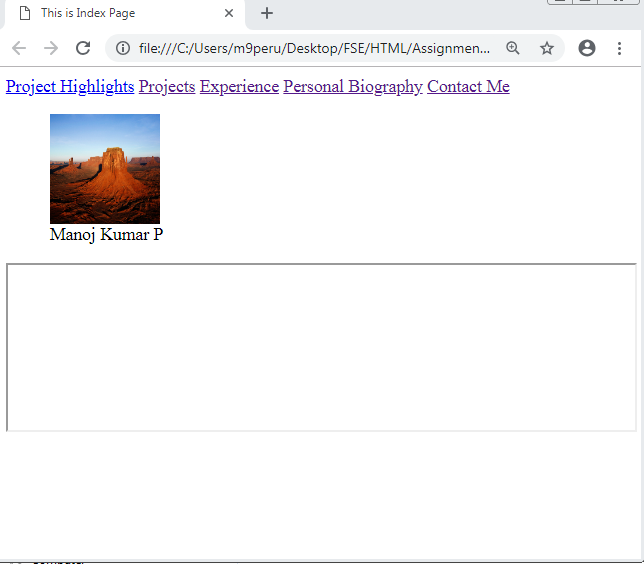 This is Index Page
file:///C:/Users/m9peru/Desktop/FSE/HTML/Assignmen...
Project Highlights Projects Experience Personal Biography Contact Me
Manoj Kumar P